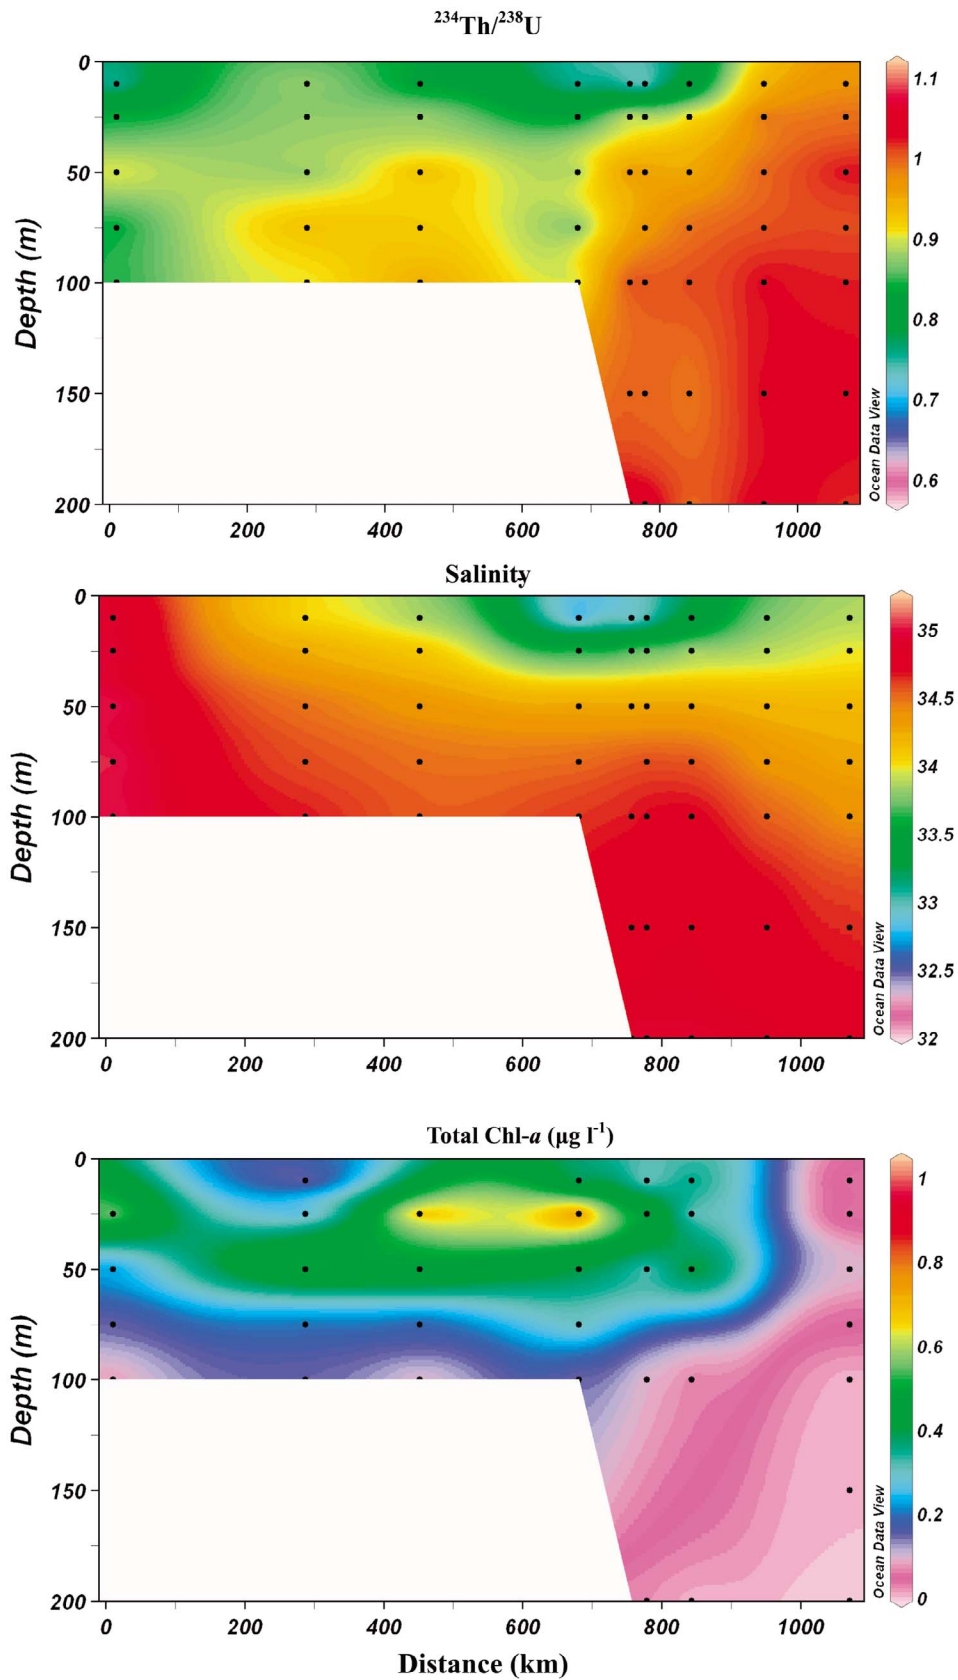 ²³⁴Th/²³⁸U
0
50
100
150
200
Depth (m)
0 200 400 600 800 1000
1.1
1
0.9
0.8
0.7
0.6
Ocean Data View
Salinity
0
50
100
150
200
Depth (m)
0 200 400 600 800 1000
35
34.5
34
33.5
33
32.5
32
Ocean Data View
Total Chl-a (µg l⁻¹)
0
50
100
150
200
Depth (m)
0 200 400 600 800 1000
1
0.8
0.6
0.4
0.2
0
Ocean Data View
Distance (km)